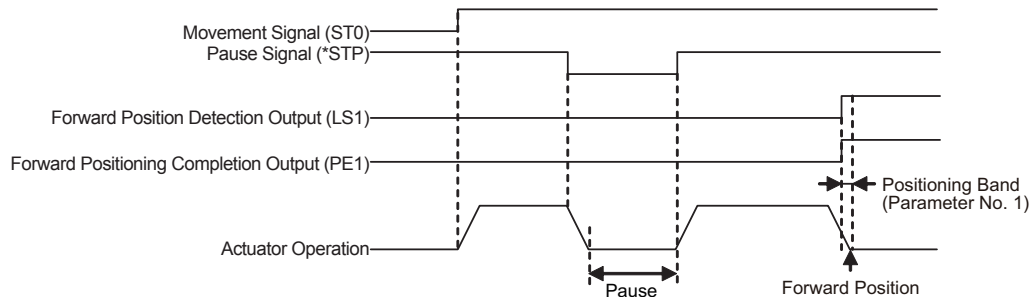 Movement Signal (ST0)
Pause Signal (*STP)
Forward Position Detection Output (LS1)
Forward Positioning Completion Output (PE1)
Positioning Band
(Parameter No. 1)
Actuator Operation
Pause
Forward Position